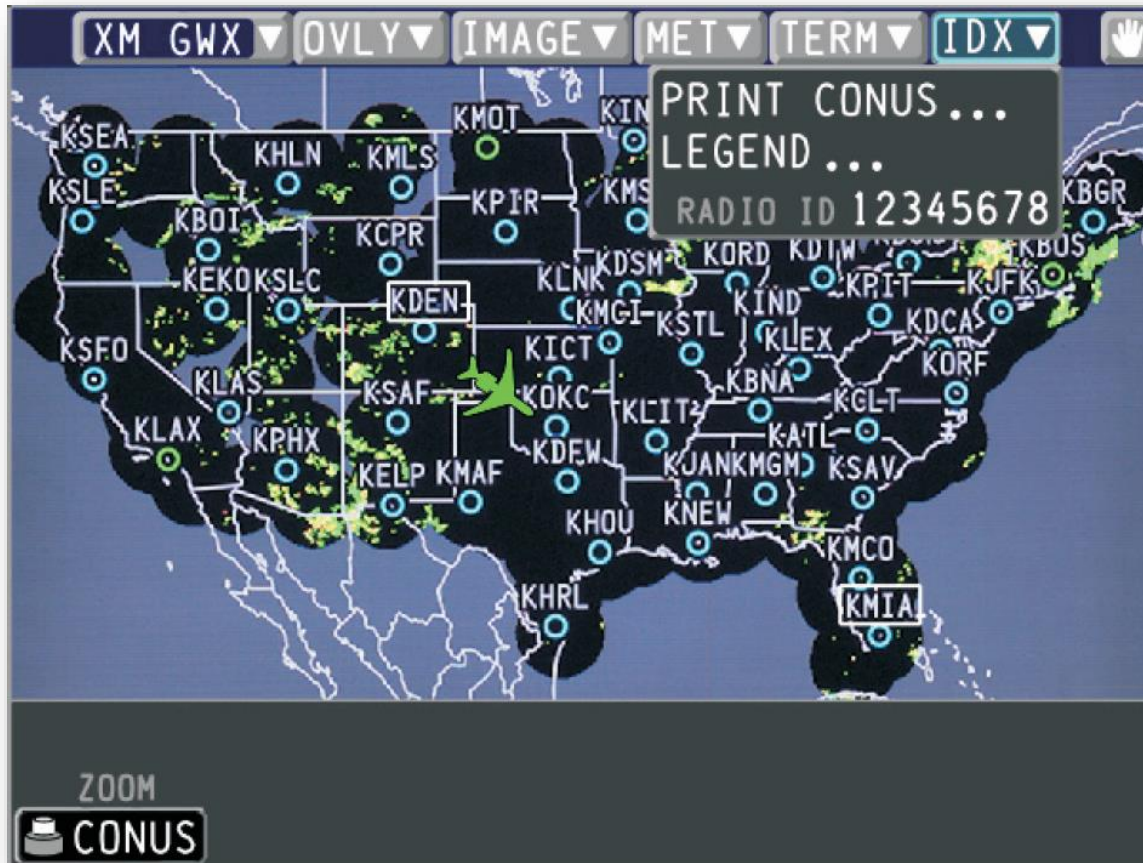 XM GWX OVLY IMAGE MET TERM IDX
PRINT CONUS...
LEGEND...
RADIO ID 12345678
KSEA
KMOT
KHLN
KMLS
KSLE
KBOI
KPIR
KBGR
KCPR
KBOS
KEKO
KSLC
KLNK
KDSM
KORD
KDTW
KDEN
KMCI
KIND
KPIT
KJFK
KSFO
KICT
KSTL
KLEX
KDCA
KORF
KLAS
KSAF
KOKC
KLIT
KBNA
KCLT
KLAX
KPHX
KDFW
KATL
KELP
KMAF
KJAN
KMGM
KSAV
KHOU
KNEW
KMCO
KHRL
KMIA
ZOOM
CONUS